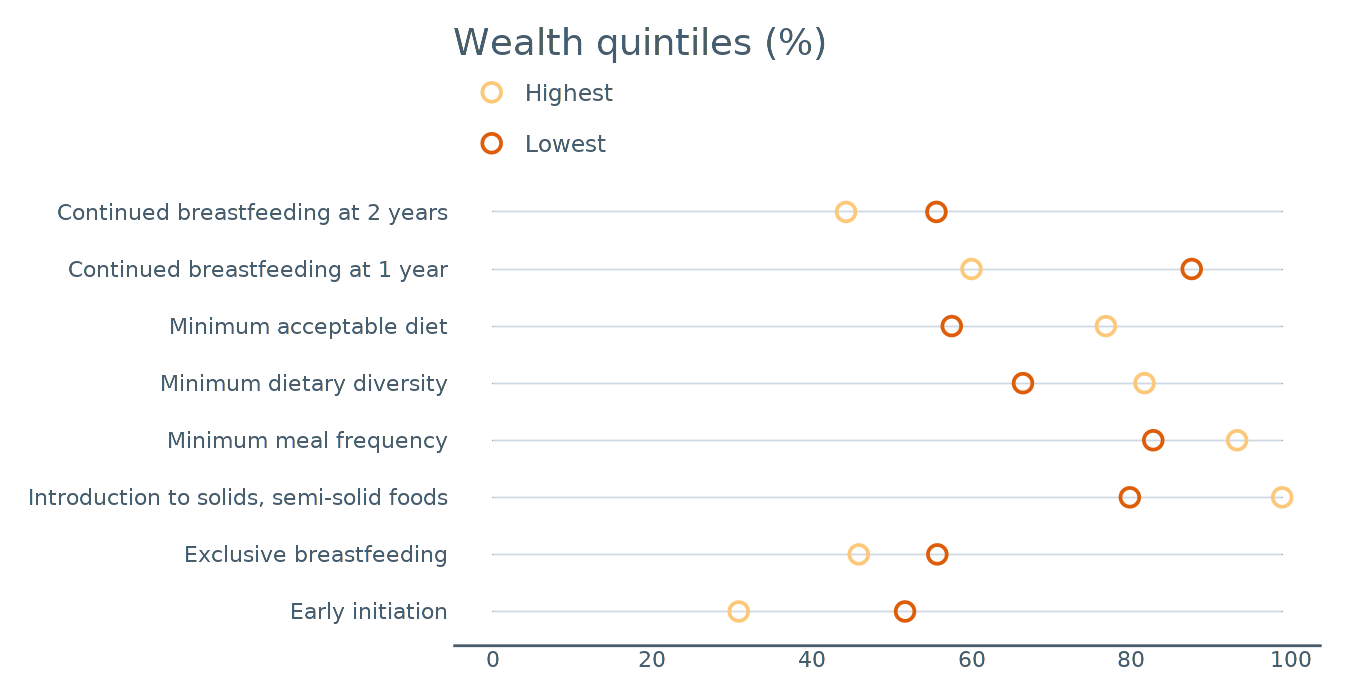 Wealth quintiles (%)
Highest
Lowest
Continued breastfeeding at 2 years
Continued breastfeeding at 1 year
Minimum acceptable diet
Minimum dietary diversity
Minimum meal frequency
Introduction to solids, semi-solid foods
Exclusive breastfeeding
Early initiation
0 20 40 60 80 100